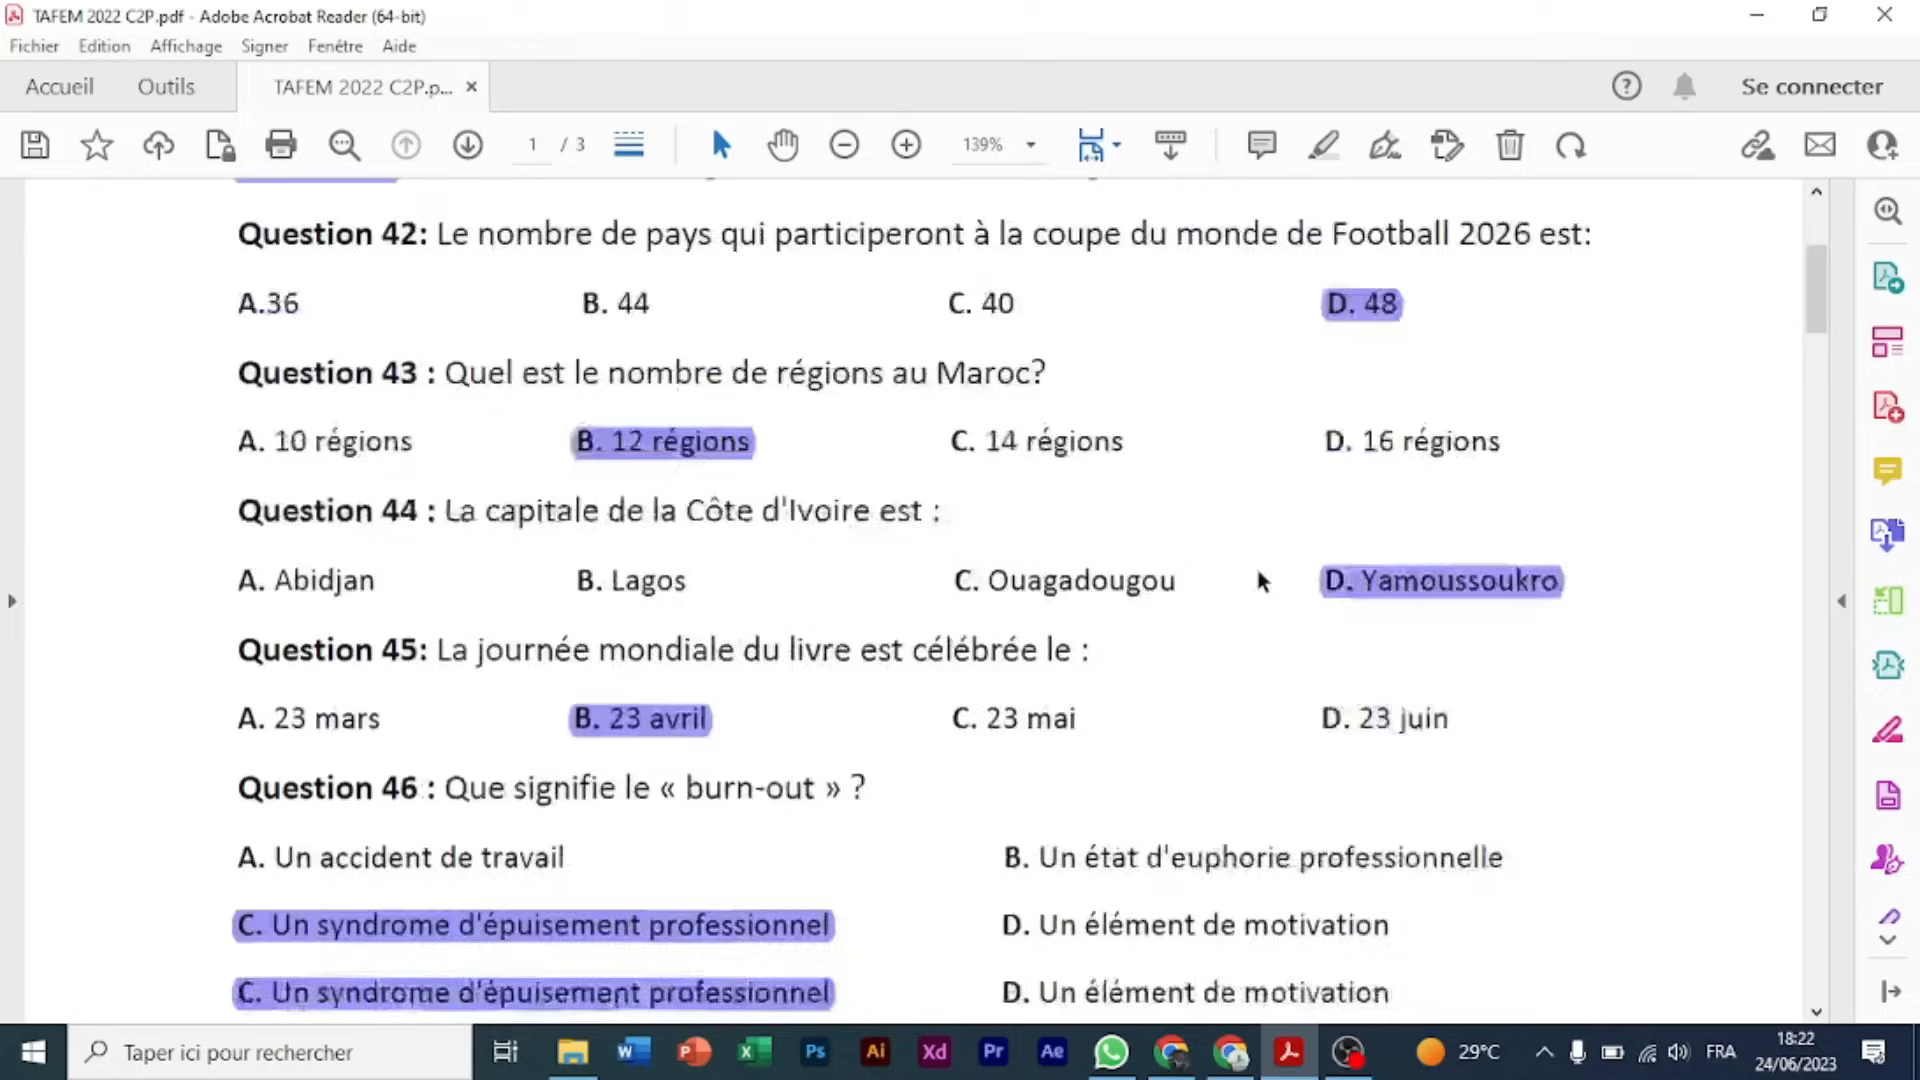 TAFEM 2022 C2P.pdf - Adobe Acrobat Reader (64-bit)
Fichier Edition Affichage Signer Fenêtre Aide
Accueil Outils TAFEM 2022 C2P.p... × Se connecter
1 / 3 139%
Question 42: Le nombre de pays qui participeront à la coupe du monde de Football 2026 est:
A.36 B. 44 C. 40 D. 48
Question 43 : Quel est le nombre de régions au Maroc?
A. 10 régions B. 12 régions C. 14 régions D. 16 régions
Question 44 : La capitale de la Côte d'Ivoire est :
A. Abidjan B. Lagos C. Ouagadougou D. Yamoussoukro
Question 45: La journée mondiale du livre est célébrée le :
A. 23 mars B. 23 avril C. 23 mai D. 23 juin
Question 46 : Que signifie le « burn-out » ?
A. Un accident de travail B. Un état d'euphorie professionnelle
C. Un syndrome d'épuisement professionnel D. Un élément de motivation
C. Un syndrome d'épuisement professionnel D. Un élément de motivation
Taper ici pour rechercher W P X Ps Ai Xd Pr Ae 29°C FRA 18:22
24/06/2023